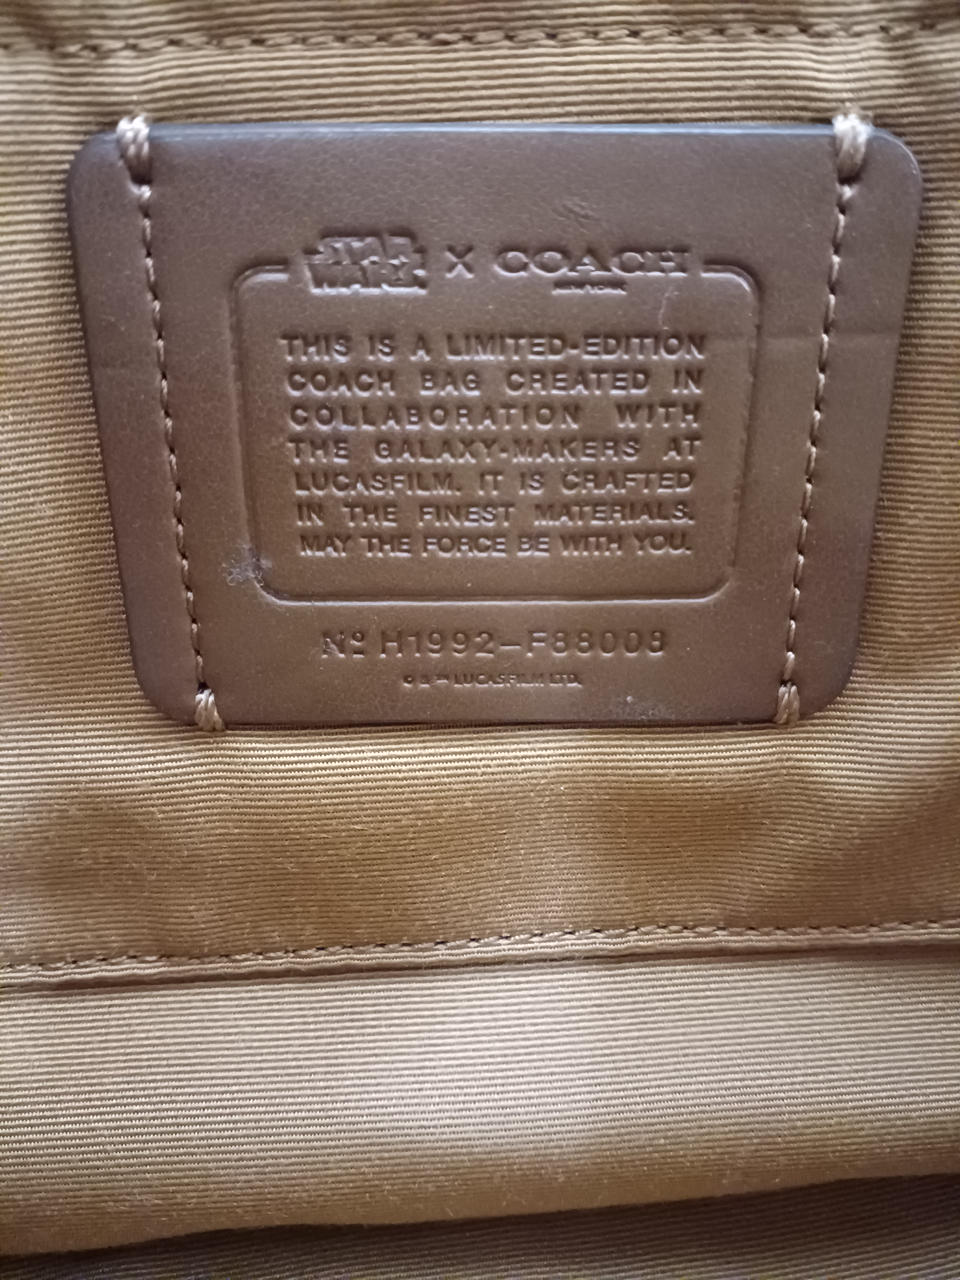 STAR WARS X COACH
NEW YORK
THIS IS A LIMITED-EDITION
COACH BAG CREATED IN
COLLABORATION WITH
THE GALAXY-MAKERS AT
LUCASFILM. IT IS CRAFTED
IN THE FINEST MATERIALS.
MAY THE FORCE BE WITH YOU.
Nº H1992-F88008
© & ™ LUCASFILM LTD.